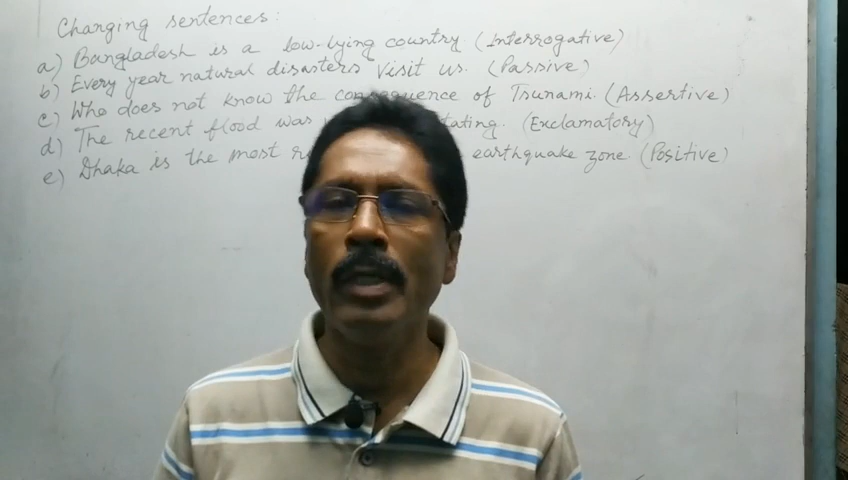 Changing sentences:
a) Bangladesh is a low-lying country (Interrogative)
b) Every year natural disasters visit us. (Passive)
c) Who does not know the consequence of Tsunami. (Assertive)
d) The recent flood was (Exclamatory)
e) Dhaka is the most earthquake zone. (Positive)